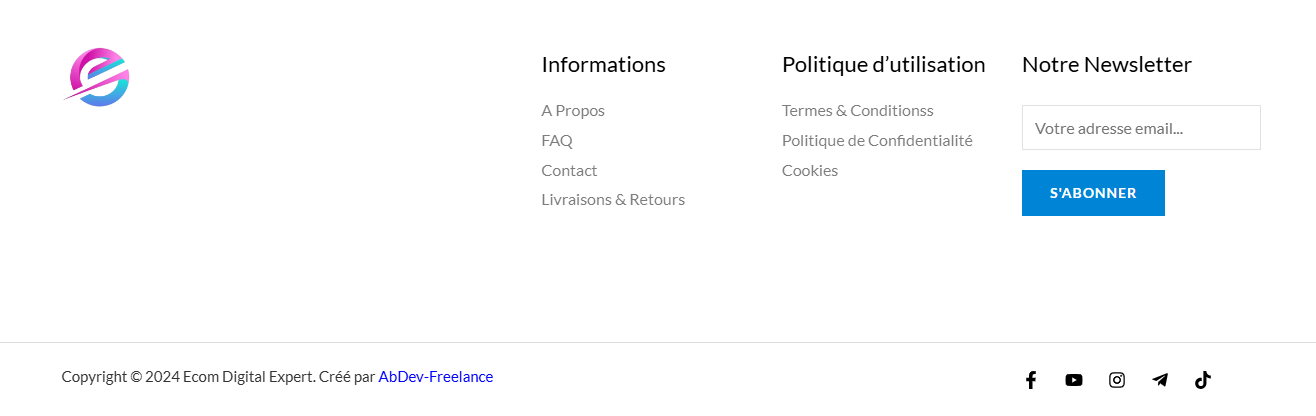 Informations
A Propos
FAQ
Contact
Livraisons & Retours
Politique d’utilisation
Termes & Conditionss
Politique de Confidentialité
Cookies
Notre Newsletter
Votre adresse email...
S'ABONNER
Copyright © 2024 Ecom Digital Expert. Créé par AbDev-Freelance